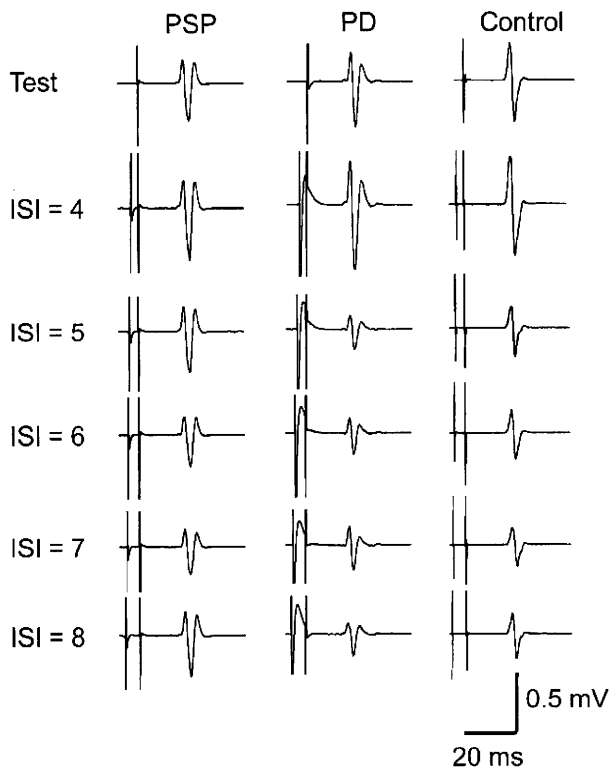 PSP PD Control
Test
ISI = 4
ISI = 5
ISI = 6
ISI = 7
ISI = 8
0.5 mV
20 ms